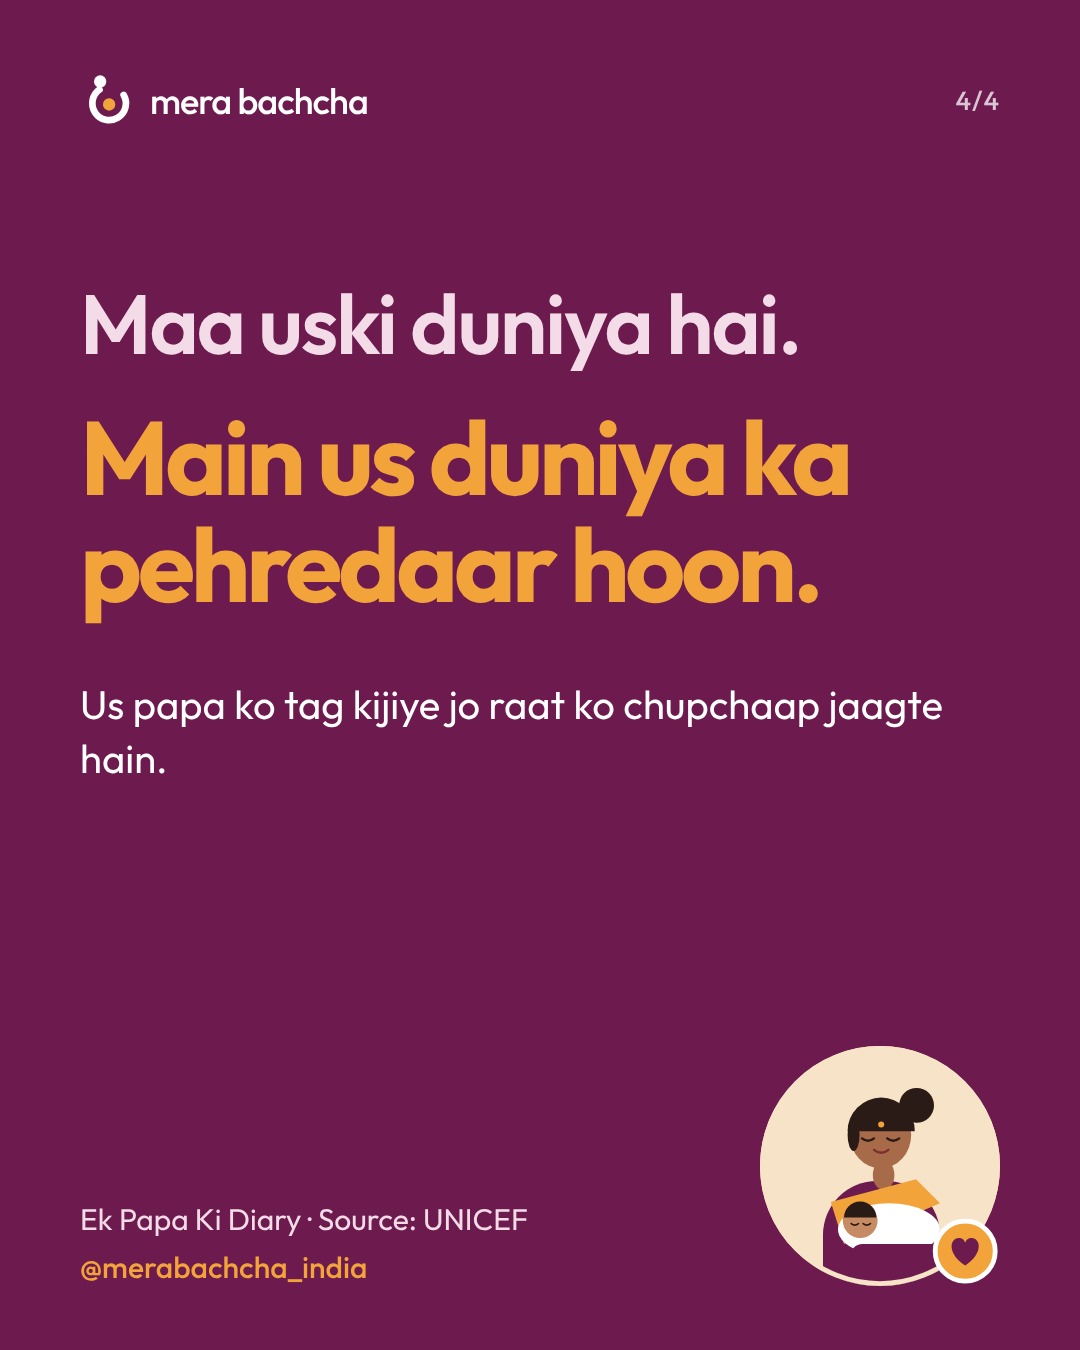 mera bachcha
4/4
Maa uski duniya hai.
Main us duniya ka
pehredaar hoon.
Us papa ko tag kijiye jo raat ko chupchaap jaagte
hain.
Ek Papa Ki Diary · Source: UNICEF
@merabachcha_india